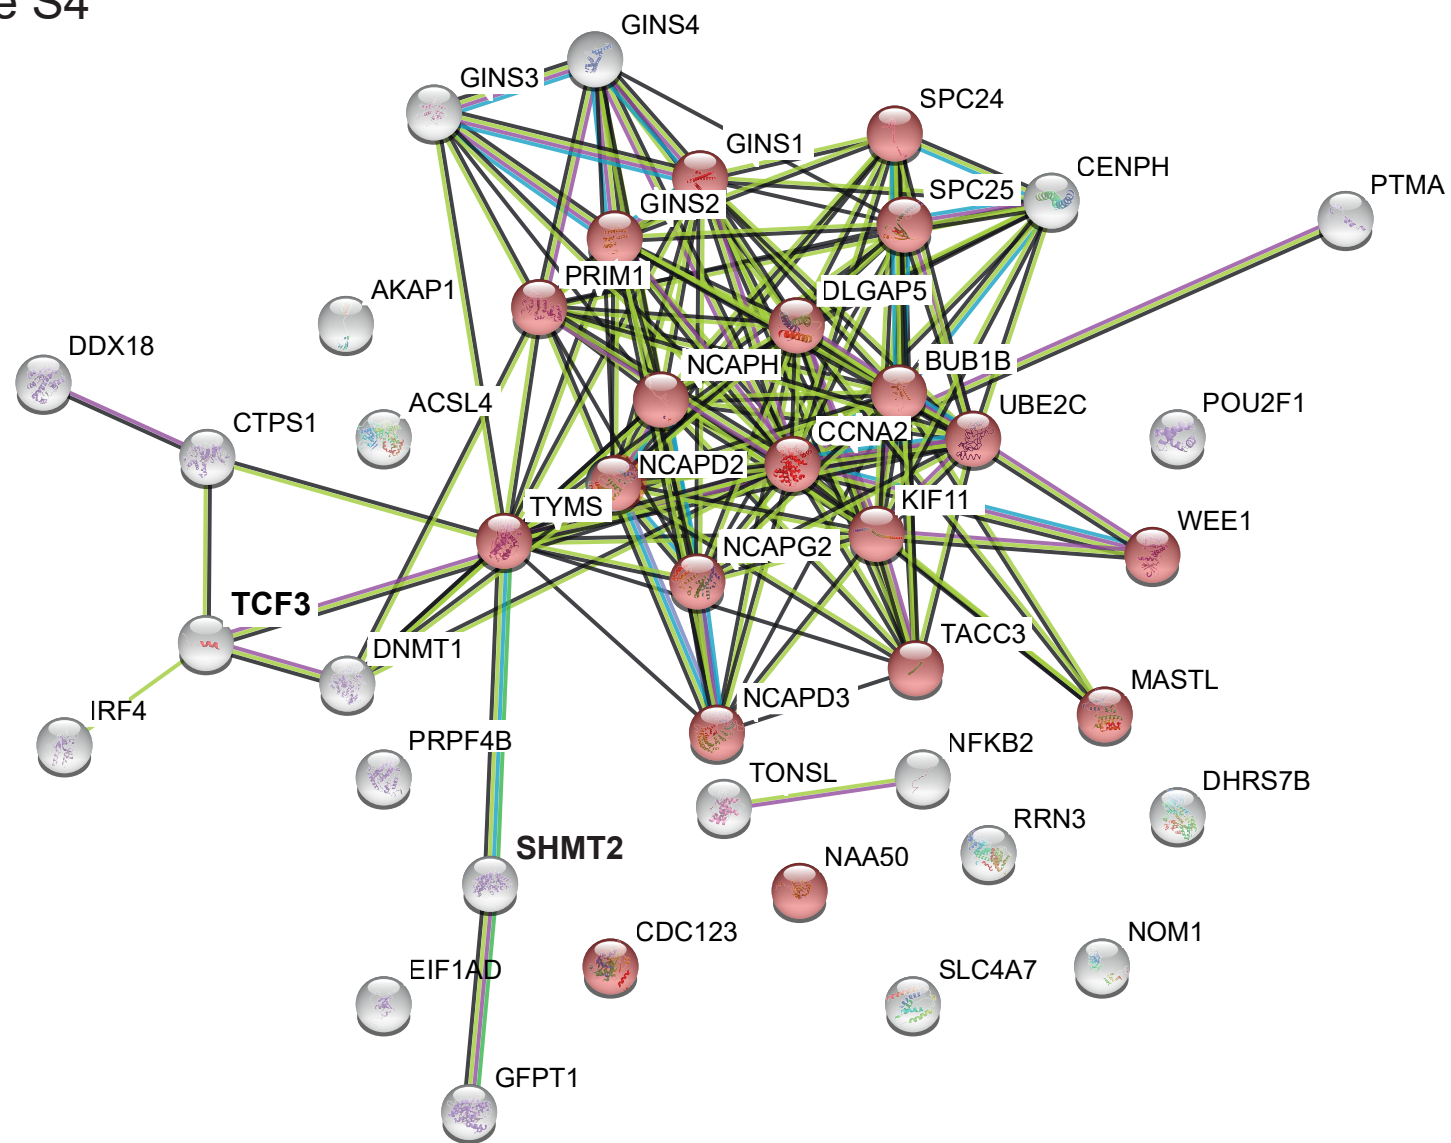 e S4
GINS4
GINS3
SPC24
GINS1
CENPH
PTMA
SPC25
GINS2
PRIM1
AKAP1
DLGAP5
DDX18
NCAPH
BUB1B
ACSL4
UBE2C
POU2F1
CTPS1
CCNA2
NCAPD2
TYMS
KIF11
WEE1
NCAPG2
TCF3
TACC3
DNMT1
MASTL
NCAPD3
IRF4
PRPF4B
NFKB2
TONSL
DHRS7B
RRN3
SHMT2
NAA50
CDC123
NOM1
EIF1AD
SLC4A7
GFPT1